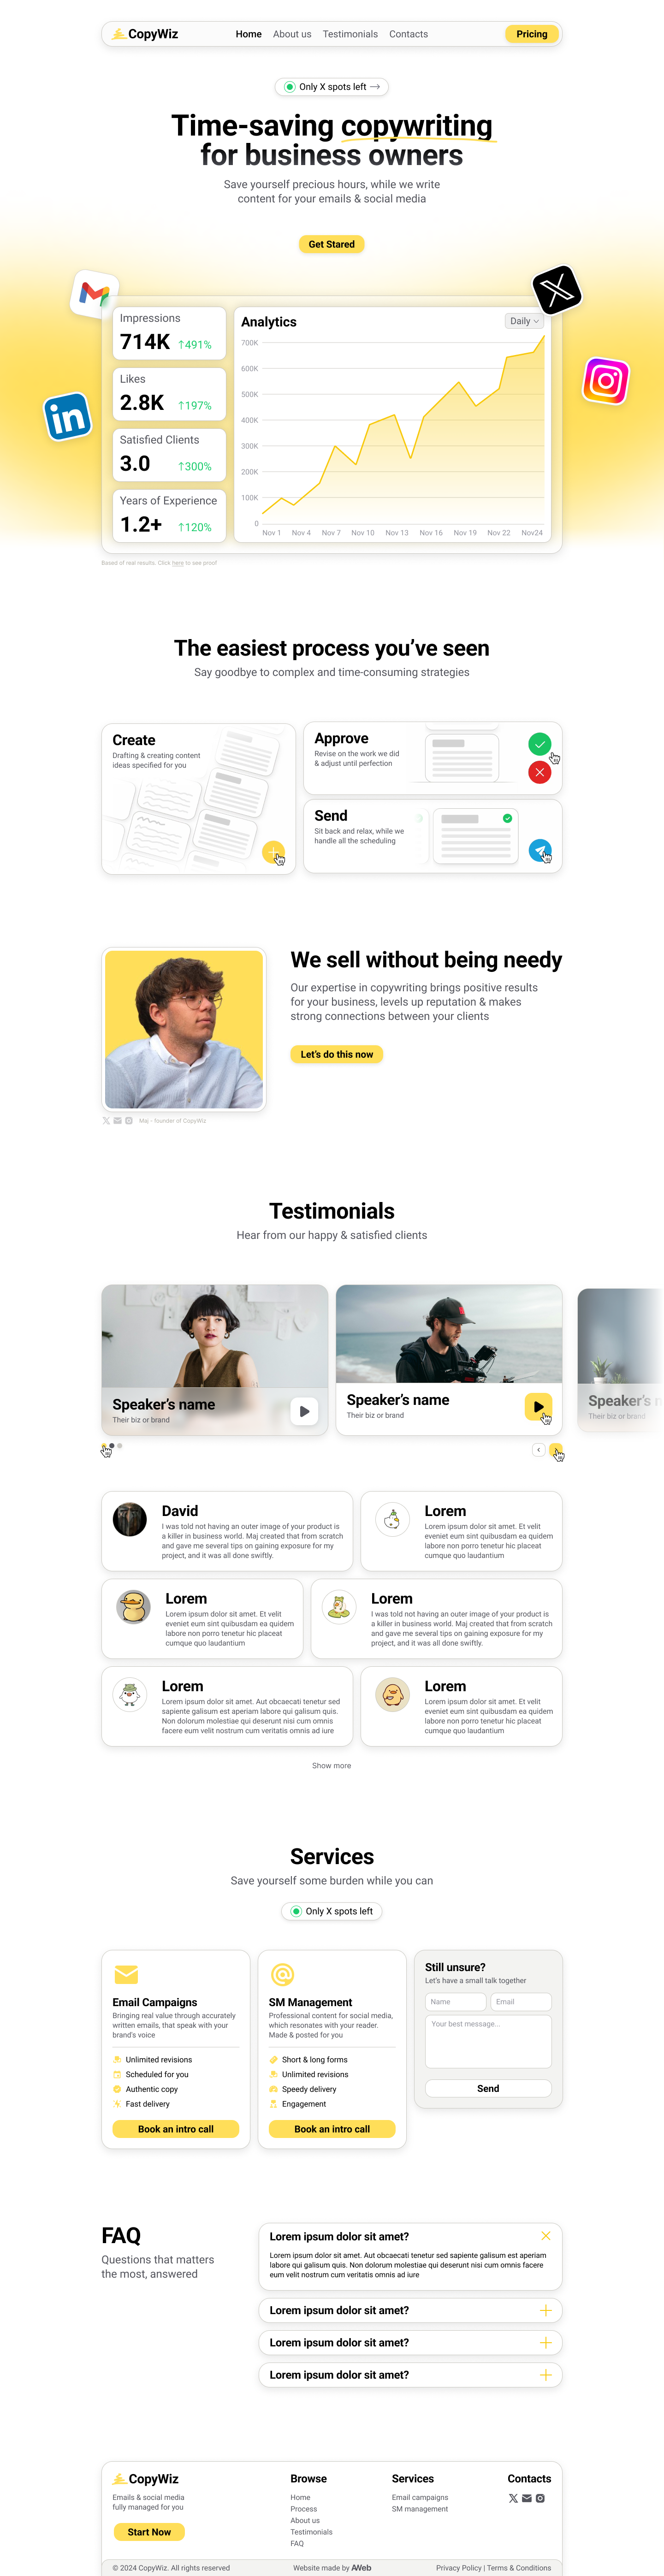 CopyWiz
Home About us Testimonials Contacts
Pricing
Only X spots left →
Time-saving copywriting
for business owners
Save yourself precious hours, while we write
content for your emails & social media
Get Stared
Impressions
714K ↑491%
Likes
2.8K ↑197%
Satisfied Clients
3.0 ↑300%
Years of Experience
1.2+ ↑120%
Analytics
Daily
700K
600K
500K
400K
300K
200K
100K
0
Nov 1 Nov 4 Nov 7 Nov 10 Nov 13 Nov 16 Nov 19 Nov 22 Nov24
in
Based of real results. Click here to see proof
The easiest process you've seen
Say goodbye to complex and time-consuming strategies
Create
Drafting & creating content
ideas specified for you
Approve
Revise on the work we did
& adjust until perfection
Send
Sit back and relax, while we
handle all the scheduling
We sell without being needy
Our expertise in copywriting brings positive results
for your business, levels up reputation & makes
strong connections between your clients
Let's do this now
Maj - founder of CopyWiz
Testimonials
Hear from our happy & satisfied clients
Speaker's name
Their biz or brand
Speaker's name
Their biz or brand
Speaker's n
Their biz or brand
David
I was told not having an outer image of your product is
a killer in business world. Maj created that from scratch
and gave me several tips on gaining exposure for my
project, and it was all done swiftly.
Lorem
Lorem ipsum dolor sit amet. Et velit
eveniet eum sint quibusdam ea quidem
labore non porro tenetur hic placeat
cumque quo laudantium
Lorem
Lorem ipsum dolor sit amet. Et velit
eveniet eum sint quibusdam ea quidem
labore non porro tenetur hic placeat
cumque quo laudantium
Lorem
I was told not having an outer image of your product is
a killer in business world. Maj created that from scratch
and gave me several tips on gaining exposure for my
project, and it was all done swiftly.
Lorem
Lorem ipsum dolor sit amet. Aut obcaecati tenetur sed
sapiente galisum est aperiam labore qui galisum quis.
Non dolorum molestiae qui deserunt nisi cum omnis
facere eum velit nostrum cum veritatis omnis ad iure
Lorem
Lorem ipsum dolor sit amet. Et velit
eveniet eum sint quibusdam ea quidem
labore non porro tenetur hic placeat
cumque quo laudantium
Show more
Services
Save yourself some burden while you can
Only X spots left
Email Campaigns
Bringing real value through accurately
written emails, that speak with your
brand's voice
Unlimited revisions
Scheduled for you
Authentic copy
Fast delivery
Book an intro call
SM Management
Professional content for social media,
which resonates with your reader.
Made & posted for you
Short & long forms
Unlimited revisions
Speedy delivery
Engagement
Book an intro call
Still unsure?
Let's have a small talk together
Name
Email
Your best message...
Send
FAQ
Questions that matters
the most, answered
Lorem ipsum dolor sit amet?
Lorem ipsum dolor sit amet. Aut obcaecati tenetur sed sapiente galisum est aperiam
labore qui galisum quis. Non dolorum molestiae qui deserunt nisi cum omnis facere
eum velit nostrum cum veritatis omnis ad iure
Lorem ipsum dolor sit amet?
Lorem ipsum dolor sit amet?
Lorem ipsum dolor sit amet?
CopyWiz
Emails & social media
fully managed for you
Start Now
Browse
Home
Process
About us
Testimonials
FAQ
Services
Email campaigns
SM management
Contacts
© 2024 CopyWiz. All rights reserved
Website made by AWeb
Privacy Policy | Terms & Conditions